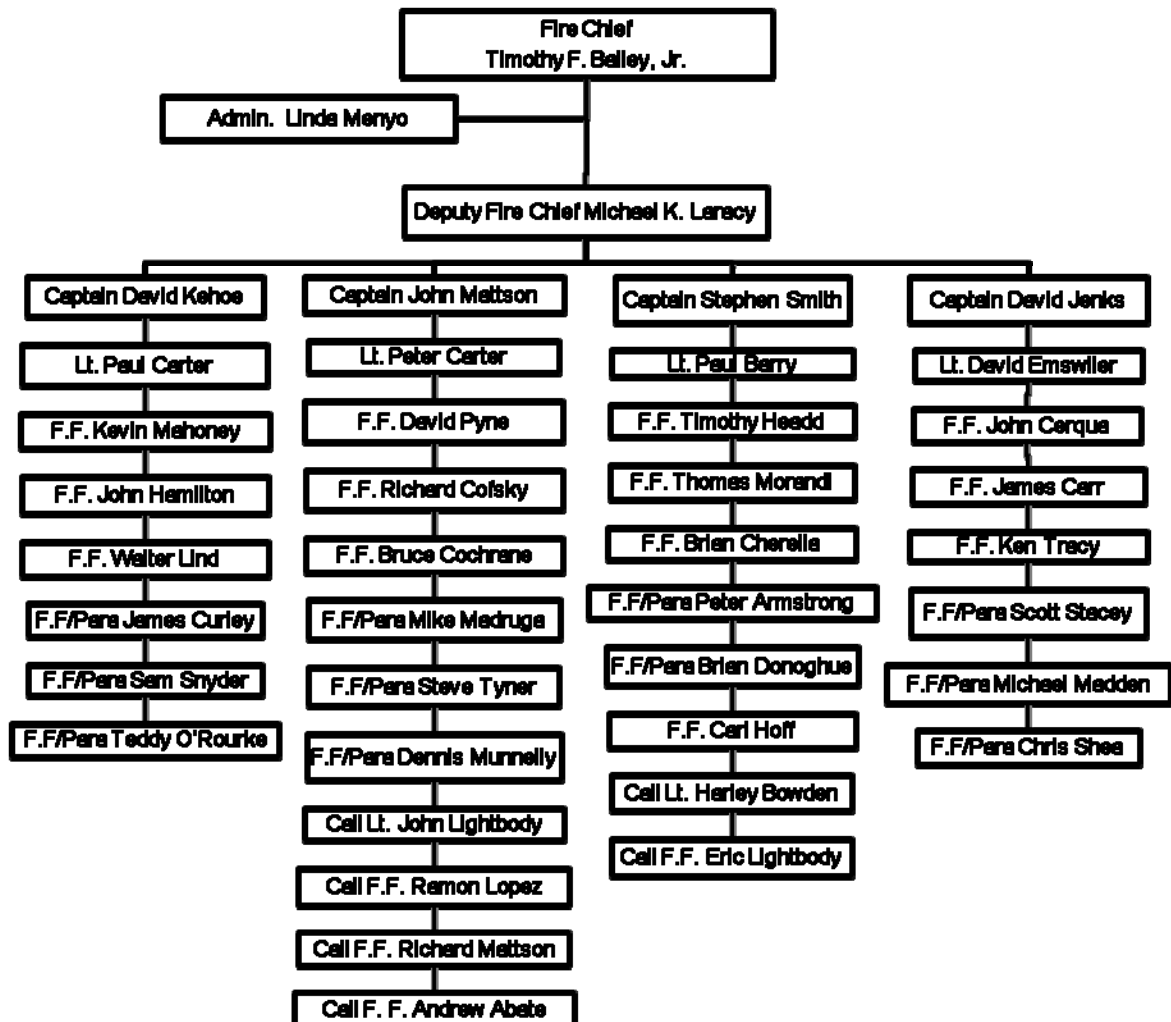 Fire Chief
Timothy F. Bailey, Jr.
Admin. Linda Menyo
Deputy Fire Chief Michael K. Laracy
Captain David Kehoe
Lt. Paul Carter
F.F. Kevin Mahoney
F.F. John Hamilton
F.F. Walter Lind
F.F/Para James Curley
F.F/Para Sam Snyder
F.F/Para Teddy O'Rourke
Captain John Mattson
Lt. Peter Carter
F.F. David Pyne
F.F. Richard Cofsky
F.F. Bruce Cochrane
F.F/Para Mike Madruga
F.F/Para Steve Tyner
F.F/Para Dennis Munnelly
Call Lt. John Lightbody
Call F.F. Ramon Lopez
Call F.F. Richard Mattson
Call F. F. Andrew Abate
Captain Stephen Smith
Lt. Paul Barry
F.F. Timothy Headd
F.F. Thomas Morandi
F.F. Brian Cherella
F.F/Para Peter Armstrong
F.F/Para Brian Donoghue
F.F. Carl Hoff
Call Lt. Harley Bowden
Call F.F. Eric Lightbody
Captain David Jenks
Lt. David Emswiler
F.F. John Cerqua
F.F. James Carr
F.F. Ken Tracy
F.F/Para Scott Stacey
F.F/Para Michael Madden
F.F/Para Chris Shea